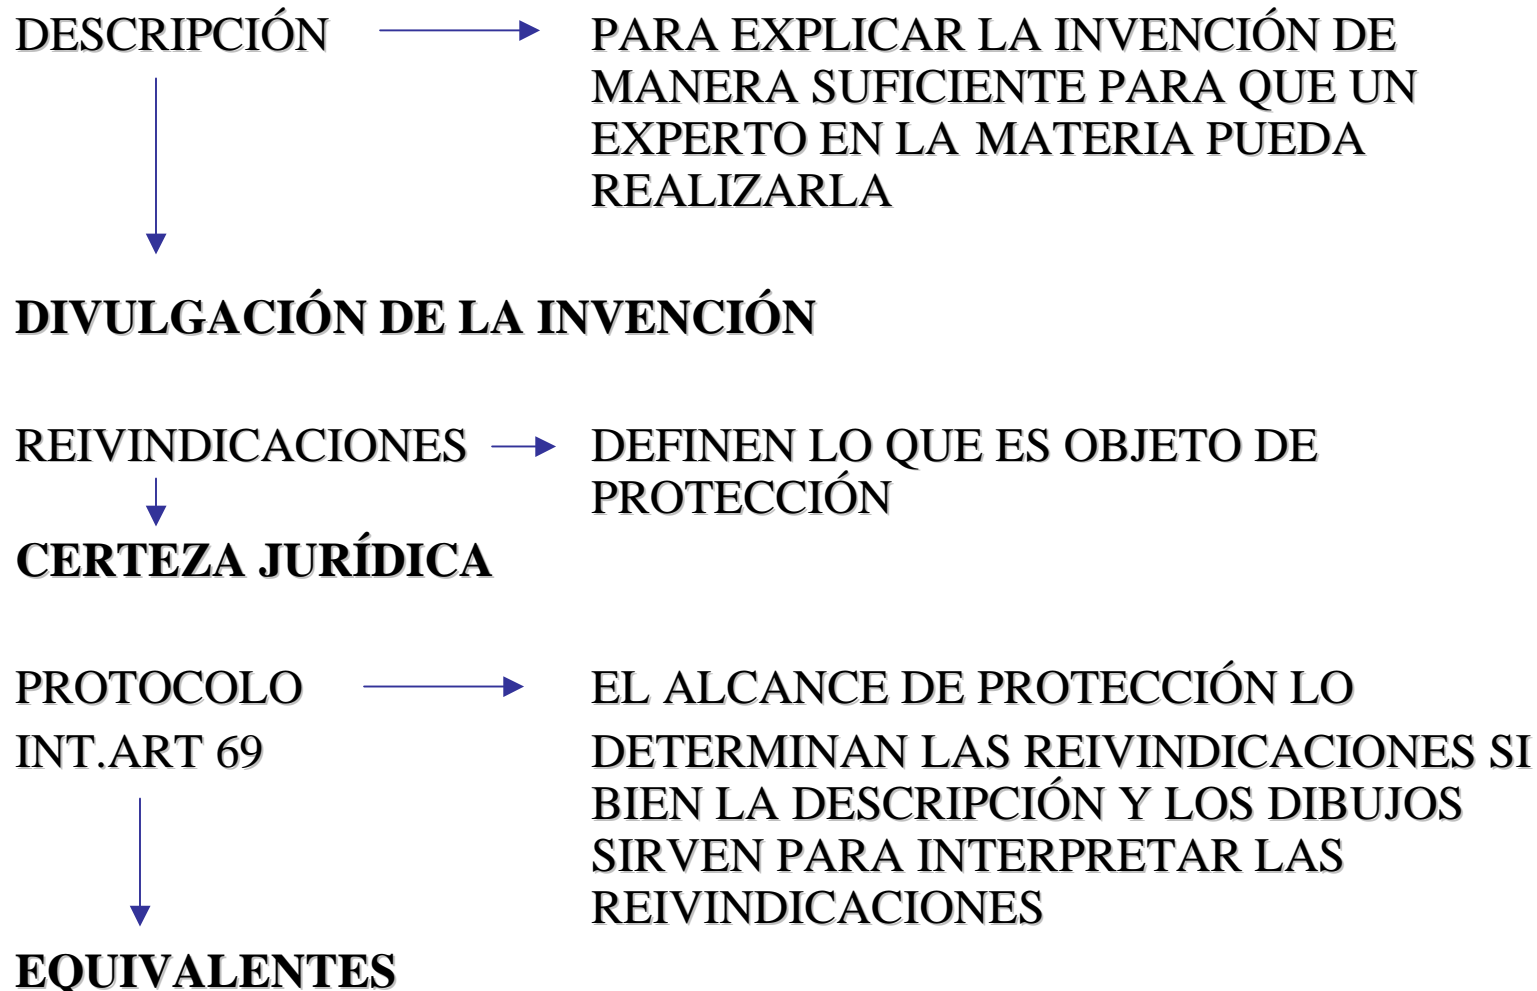 DESCRIPCIÓN
PARA EXPLICAR LA INVENCIÓN DE
MANERA SUFICIENTE PARA QUE UN
EXPERTO EN LA MATERIA PUEDA
REALIZARLA
DIVULGACIÓN DE LA INVENCIÓN
REIVINDICACIONES
DEFINEN LO QUE ES OBJETO DE
PROTECCIÓN
CERTEZA JURÍDICA
PROTOCOLO
INT.ART 69
EL ALCANCE DE PROTECCIÓN LO
DETERMINAN LAS REIVINDICACIONES SI
BIEN LA DESCRIPCIÓN Y LOS DIBUJOS
SIRVEN PARA INTERPRETAR LAS
REIVINDICACIONES
EQUIVALENTES